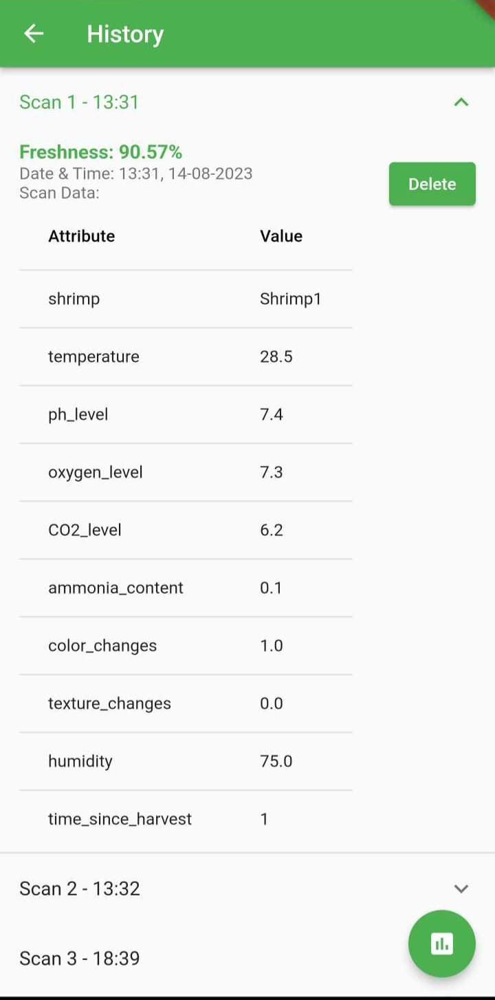 History
Scan 1 - 13:31
Freshness: 90.57%
Date & Time: 13:31, 14-08-2023
Scan Data:
Delete
Attribute Value
shrimp Shrimp1
temperature 28.5
ph_level 7.4
oxygen_level 7.3
CO2_level 6.2
ammonia_content 0.1
color_changes 1.0
texture_changes 0.0
humidity 75.0
time_since_harvest 1
Scan 2 - 13:32
Scan 3 - 18:39